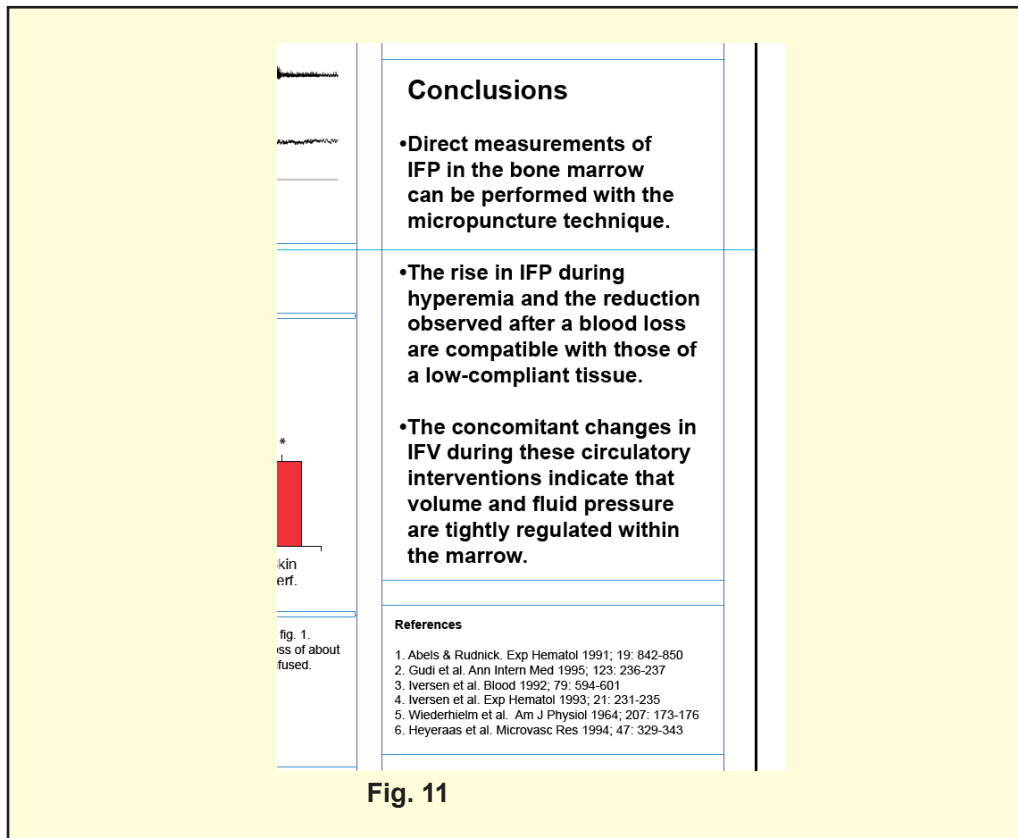 Conclusions
•Direct measurements of
IFP in the bone marrow
can be performed with the
micropuncture technique.
•The rise in IFP during
hyperemia and the reduction
observed after a blood loss
are compatible with those of
a low-compliant tissue.
•The concomitant changes in
IFV during these circulatory
interventions indicate that
volume and fluid pressure
are tightly regulated within
the marrow.
*
kin
erf.
fig. 1.
ss of about
fused.
References
1. Abels & Rudnick. Exp Hematol 1991; 19: 842-850
2. Gudi et al. Ann Intern Med 1995; 123: 236-237
3. Iversen et al. Blood 1992; 79: 594-601
4. Iversen et al. Exp Hematol 1993; 21: 231-235
5. Wiederhielm et al.  Am J Physiol 1964; 207: 173-176
6. Heyeraas et al. Microvasc Res 1994; 47: 329-343
Fig. 11